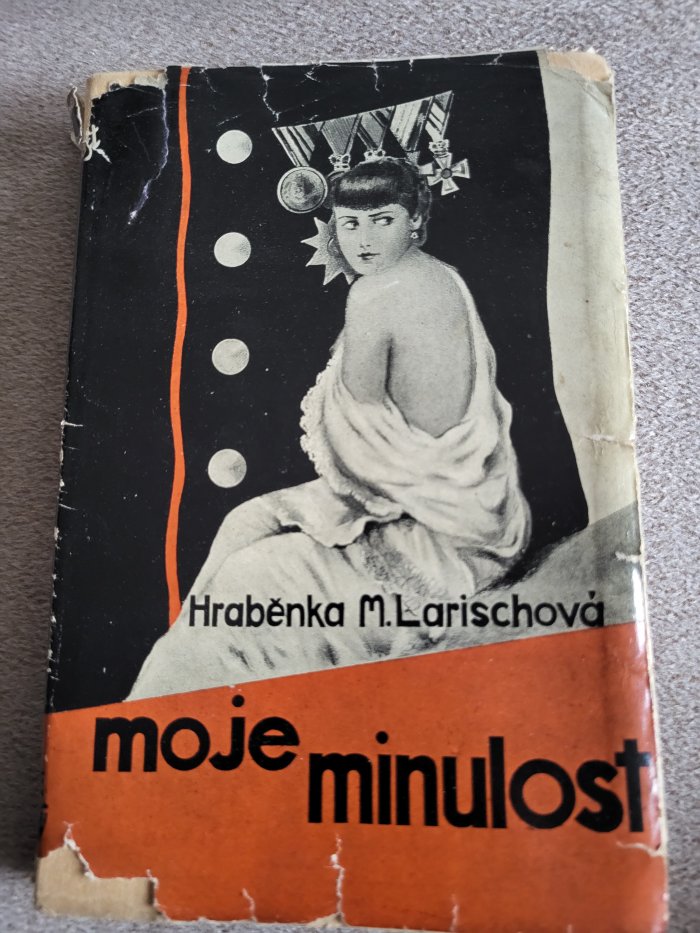 Hraběnka M. Larischová
moje
minulost